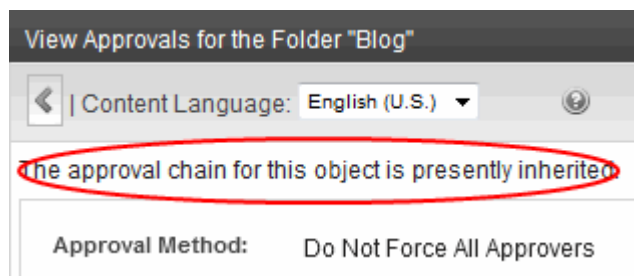 View Approvals for the Folder "Blog"
| Content Language: English (U.S.)
The approval chain for this object is presently inherited.
Approval Method: Do Not Force All Approvers